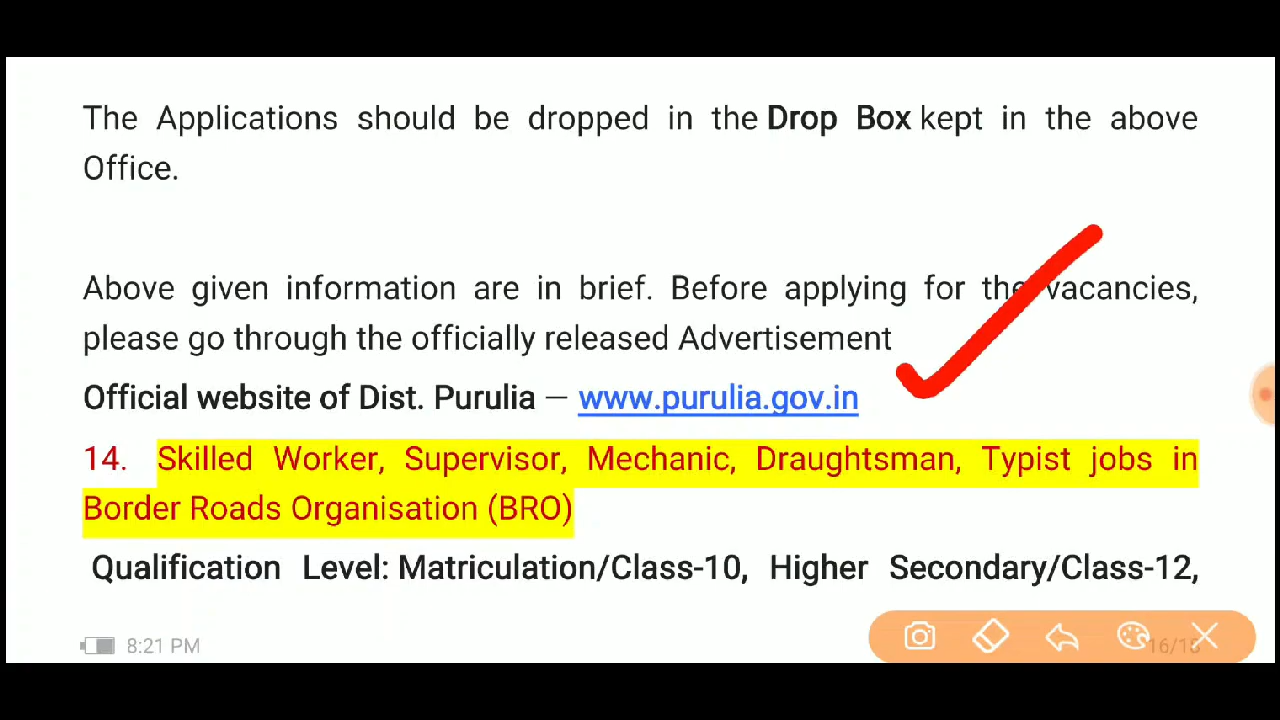 The Applications should be dropped in the Drop Box kept in the above
Office.
Above given information are in brief. Before applying for the vacancies,
please go through the officially released Advertisement
Official website of Dist. Purulia – www.purulia.gov.in
14. Skilled Worker, Supervisor, Mechanic, Draughtsman, Typist jobs in
Border Roads Organisation (BRO)
Qualification Level: Matriculation/Class-10, Higher Secondary/Class-12,
8:21 PM
16/18